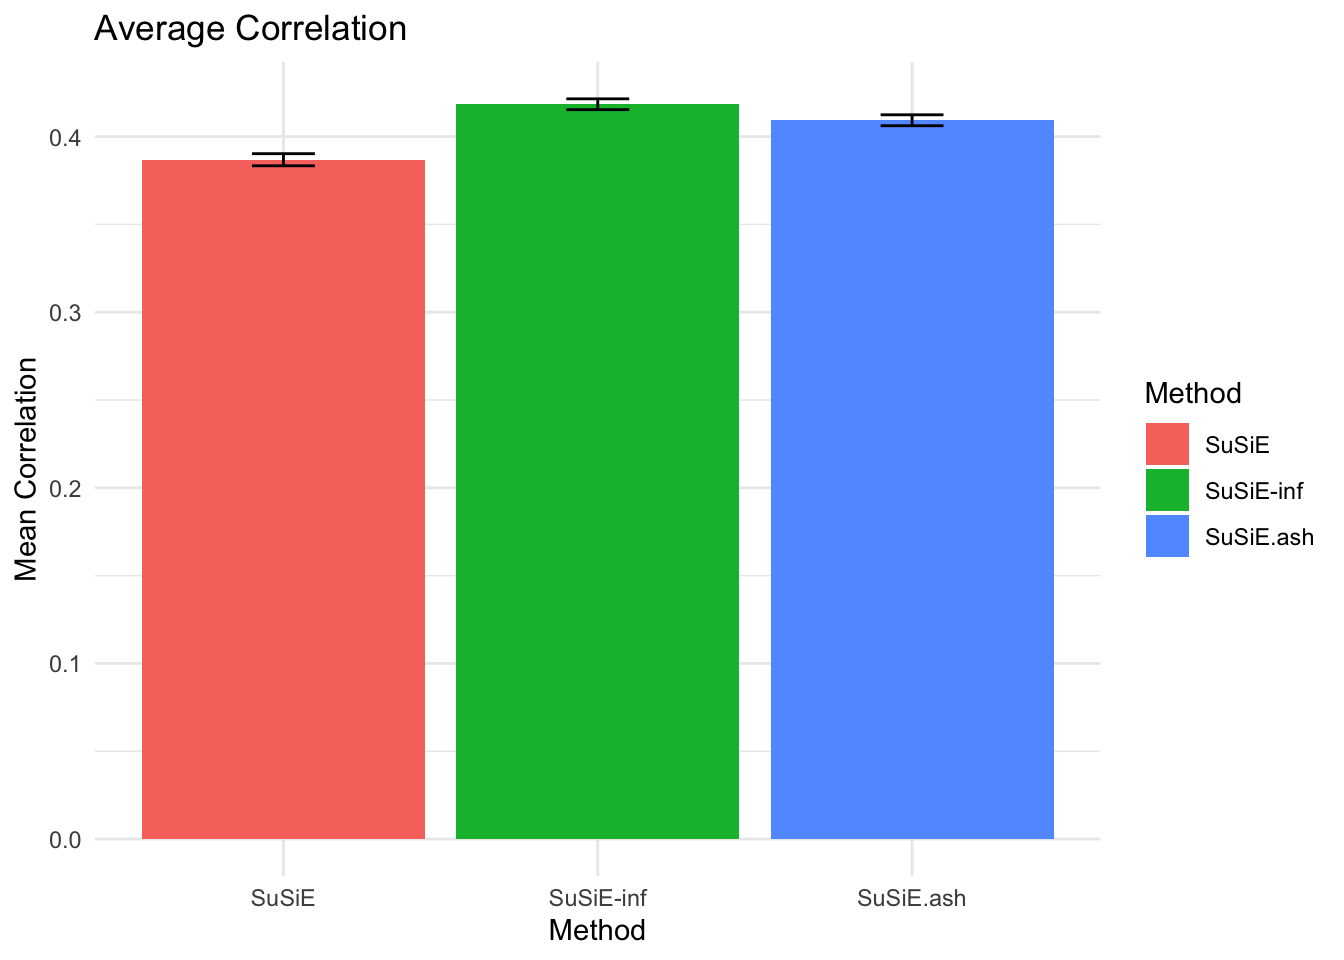 Average Correlation
Mean Correlation
0.4
0.3
0.2
0.1
0.0
SuSiE
SuSiE-inf
SuSiE.ash
Method
Method
SuSiE
SuSiE-inf
SuSiE.ash